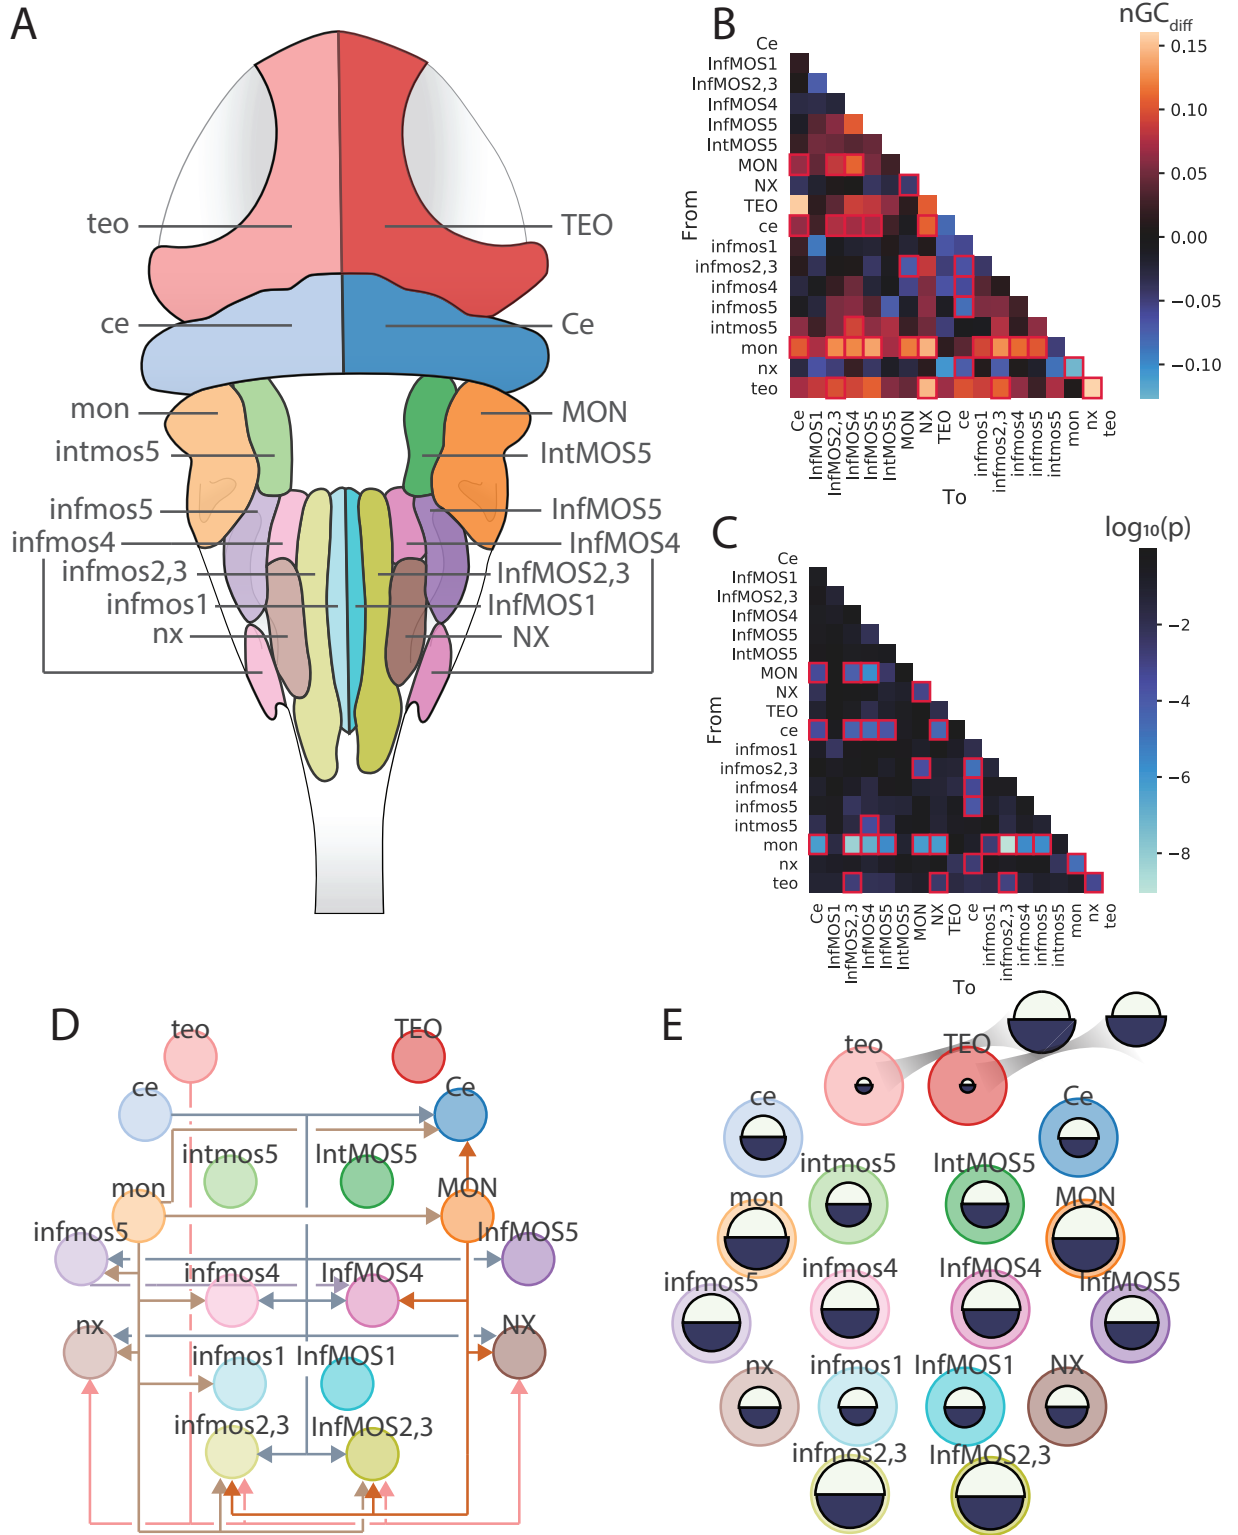 A
teo
TEO
ce
Ce
mon
MON
intmos5
IntMOS5
infmos5
InfMOS5
infmos4
InfMOS4
infmos2,3
InfMOS2,3
infmos1
InfMOS1
nx
NX
B
nGCdiff
From
Ce
InfMOS1
InfMOS2,3
InfMOS4
InfMOS5
IntMOS5
MON
NX
TEO
ce
infmos1
infmos2,3
infmos4
infmos5
intmos5
mon
nx
teo
Ce
InfMOS1
InfMOS2,3
InfMOS4
InfMOS5
IntMOS5
MON
NX
TEO
ce
infmos1
infmos2,3
infmos4
infmos5
intmos5
mon
nx
teo
To
0.15
0.10
0.05
0.00
−0.05
−0.10
C
log₁₀(p)
From
Ce
InfMOS1
InfMOS2,3
InfMOS4
InfMOS5
IntMOS5
MON
NX
TEO
ce
infmos1
infmos2,3
infmos4
infmos5
intmos5
mon
nx
teo
Ce
InfMOS1
InfMOS2,3
InfMOS4
InfMOS5
IntMOS5
MON
NX
TEO
ce
infmos1
infmos2,3
infmos4
infmos5
intmos5
mon
nx
teo
To
−2
−4
−6
−8
D
teo
TEO
ce
Ce
intmos5
IntMOS5
mon
MON
infmos5
InfMOS5
infmos4
InfMOS4
nx
NX
infmos1
InfMOS1
infmos2,3
InfMOS2,3
E
teo
TEO
ce
Ce
intmos5
IntMOS5
mon
MON
infmos5
infmos4
InfMOS4
InfMOS5
nx
infmos1
InfMOS1
NX
infmos2,3
InfMOS2,3